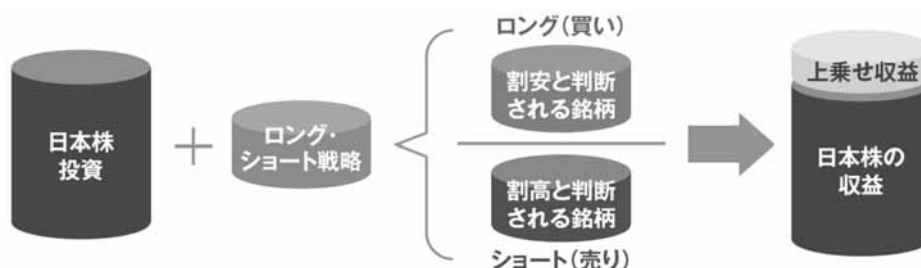 日本株
投資
ロング・
ショート戦略
ロング（買い）
割安と判断
される銘柄
割高と判断
される銘柄
ショート（売り）
上乗せ収益
日本株の
収益